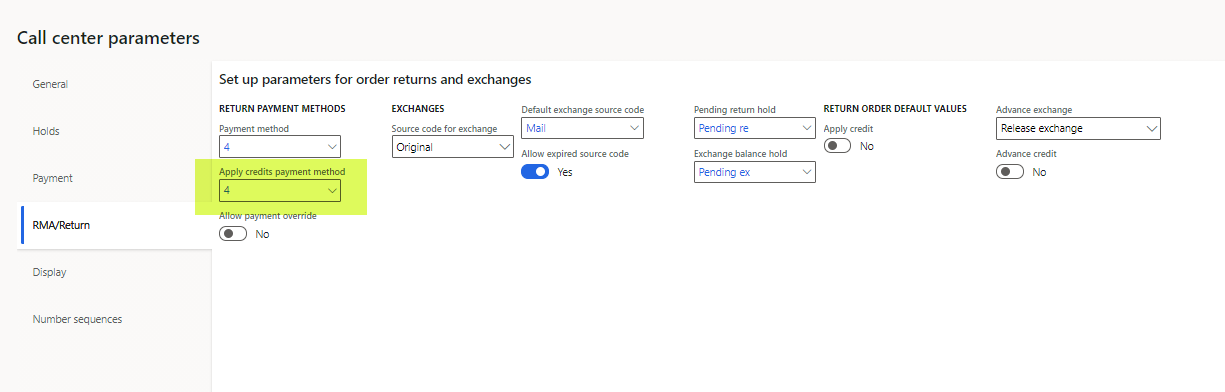 Call center parameters
General
Holds
Payment
RMA/Return
Display
Number sequences
Set up parameters for order returns and exchanges
RETURN PAYMENT METHODS
Payment method
4
Apply credits payment method
4
Allow payment override
No
EXCHANGES
Source code for exchange
Original
Default exchange source code
Mail
Allow expired source code
Yes
Pending return hold
Pending re
Exchange balance hold
Pending ex
RETURN ORDER DEFAULT VALUES
Apply credit
No
Advance exchange
Release exchange
Advance credit
No